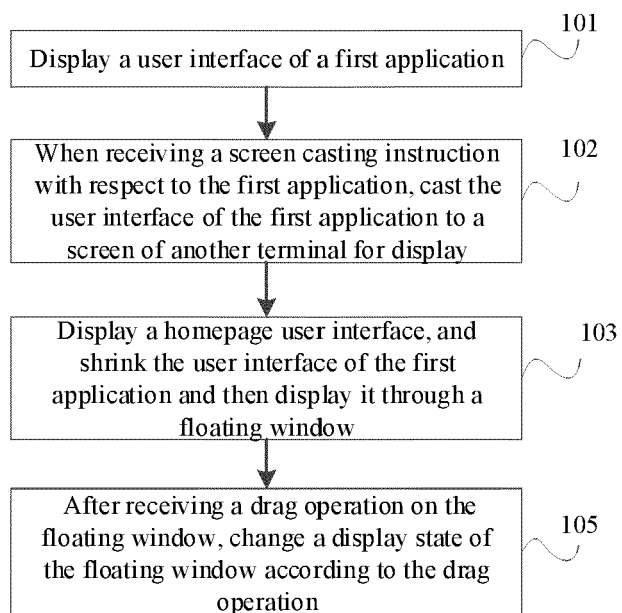 101
Display a user interface of a first application
When receiving a screen casting instruction
with respect to the first application, cast the
user interface of the first application to a
screen of another terminal for display
102
Display a homepage user interface, and
shrink the user interface of the first
application and then display it through a
floating window
103
After receiving a drag operation on the
floating window, change a display state of
the floating window according to the drag
operation
105